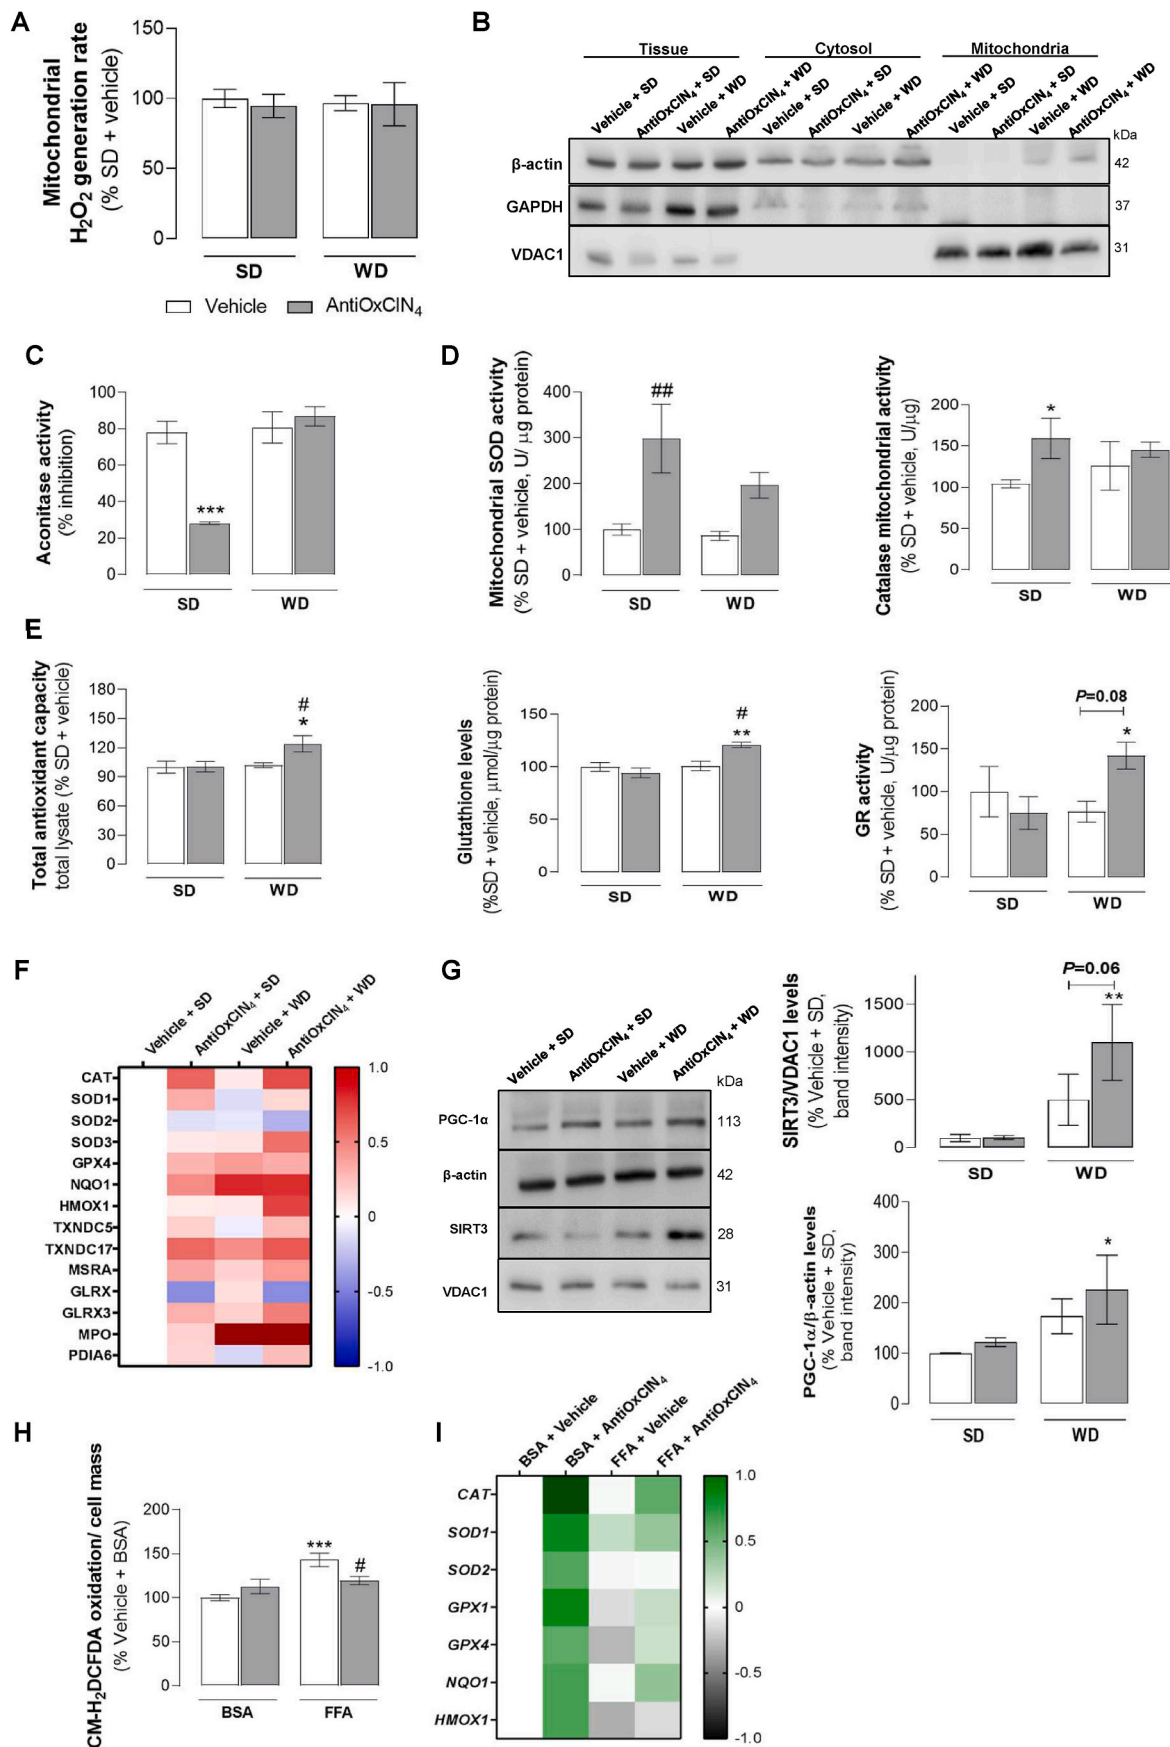 A
Mitochondrial
H₂O₂ generation rate
(% SD + vehicle)
150
100
50
0
SD
WD
Vehicle
AntiOxCIN₄
B
Tissue
Cytosol
Mitochondria
Vehicle + SD
AntiOxCIN₄ + SD
Vehicle + WD
AntiOxCIN₄ + WD
Vehicle + SD
AntiOxCIN₄ + SD
Vehicle + WD
AntiOxCIN₄ + WD
Vehicle + SD
AntiOxCIN₄ + SD
Vehicle + WD
AntiOxCIN₄ + WD
kDa
β-actin
42
GAPDH
37
VDAC1
31
C
Aconitase activity
(% inhibition)
100
80
60
40
20
0
***
SD
WD
D
Mitochondrial SOD activity
(% SD + vehicle, U/ µg protein)
400
300
200
100
0
##
SD
WD
Catalase mitochondrial activity
(% SD + vehicle, U/µg)
200
150
100
50
0
*
SD
WD
E
Total antioxidant capacity
total lysate (% SD + vehicle)
180
150
120
90
60
30
0
#
*
SD
WD
Glutathione levels
(%SD + vehicle, µmol/µg protein)
150
100
50
0
#
**
SD
WD
GR activity
(% SD + vehicle, U/µg protein)
200
150
100
50
0
P=0.08
*
SD
WD
F
Vehicle + SD
AntiOxCIN₄ + SD
Vehicle + WD
AntiOxCIN₄ + WD
CAT
SOD1
SOD2
SOD3
GPX4
NQO1
HMOX1
TXNDC5
TXNDC17
MSRA
GLRX
GLRX3
MPO
PDIA6
1.0
0.5
0
-0.5
-1.0
G
Vehicle + SD
AntiOxCIN₄ + SD
Vehicle + WD
AntiOxCIN₄ + WD
kDa
PGC-1α
113
β-actin
42
SIRT3
28
VDAC1
31
SIRT3/VDAC1 levels
(% Vehicle + SD,
band intensity)
1500
1000
500
0
P=0.06
**
SD
WD
PGC-1α/β-actin levels
(% Vehicle + SD,
band intensity)
400
300
200
100
0
*
SD
WD
H
CM-H₂DCFDA oxidation/ cell mass
(% Vehicle + BSA)
200
150
100
50
0
***
#
BSA
FFA
I
BSA + Vehicle
BSA + AntiOxCIN₄
FFA + Vehicle
FFA + AntiOxCIN₄
CAT
SOD1
SOD2
GPX1
GPX4
NQO1
HMOX1
1.0
0.5
0
-0.5
-1.0